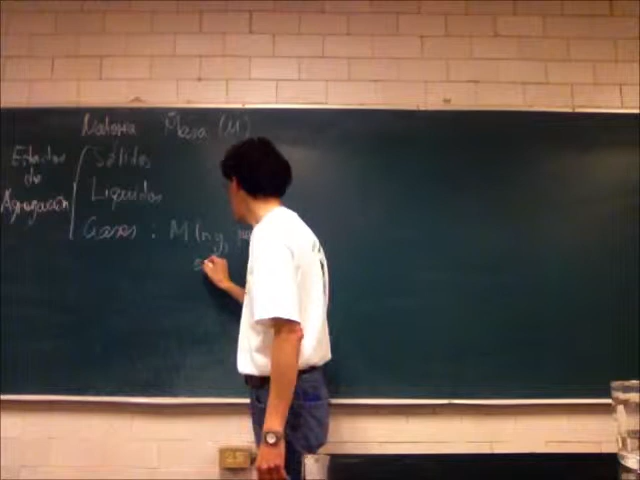 Materia Masa (M)
Estados de Agregación
Sólidos
Líquidos
Gases : M (ng,